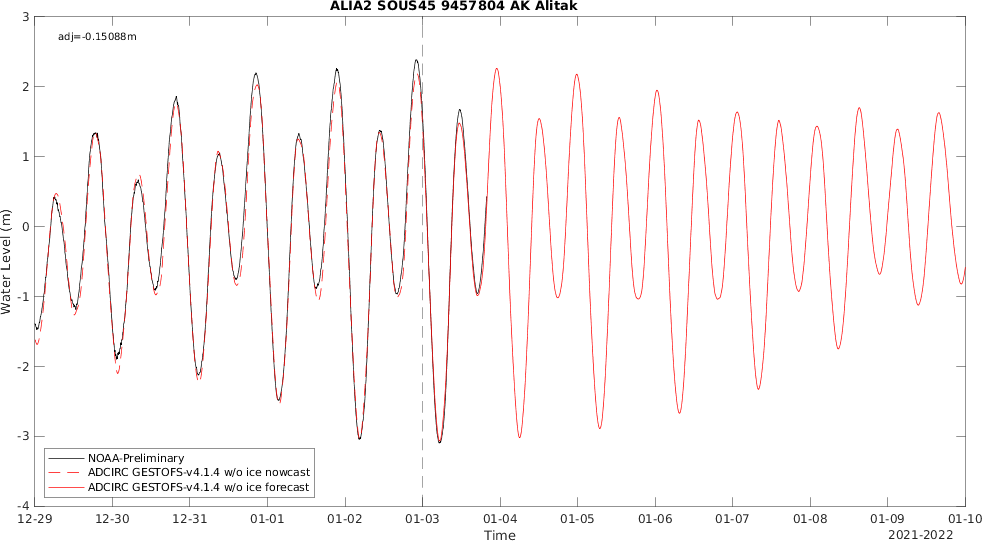 ALIA2 SOUS45 9457804 AK Alitak
adj=-0.15088m
3
2
1
0
-1
-2
-3
-4
Water Level (m)
NOAA-Preliminary
ADCIRC GESTOFS-v4.1.4 w/o ice nowcast
ADCIRC GESTOFS-v4.1.4 w/o ice forecast
12-29 12-30 12-31 01-01 01-02 01-03 01-04 01-05 01-06 01-07 01-08 01-09 01-10
Time
2021-2022